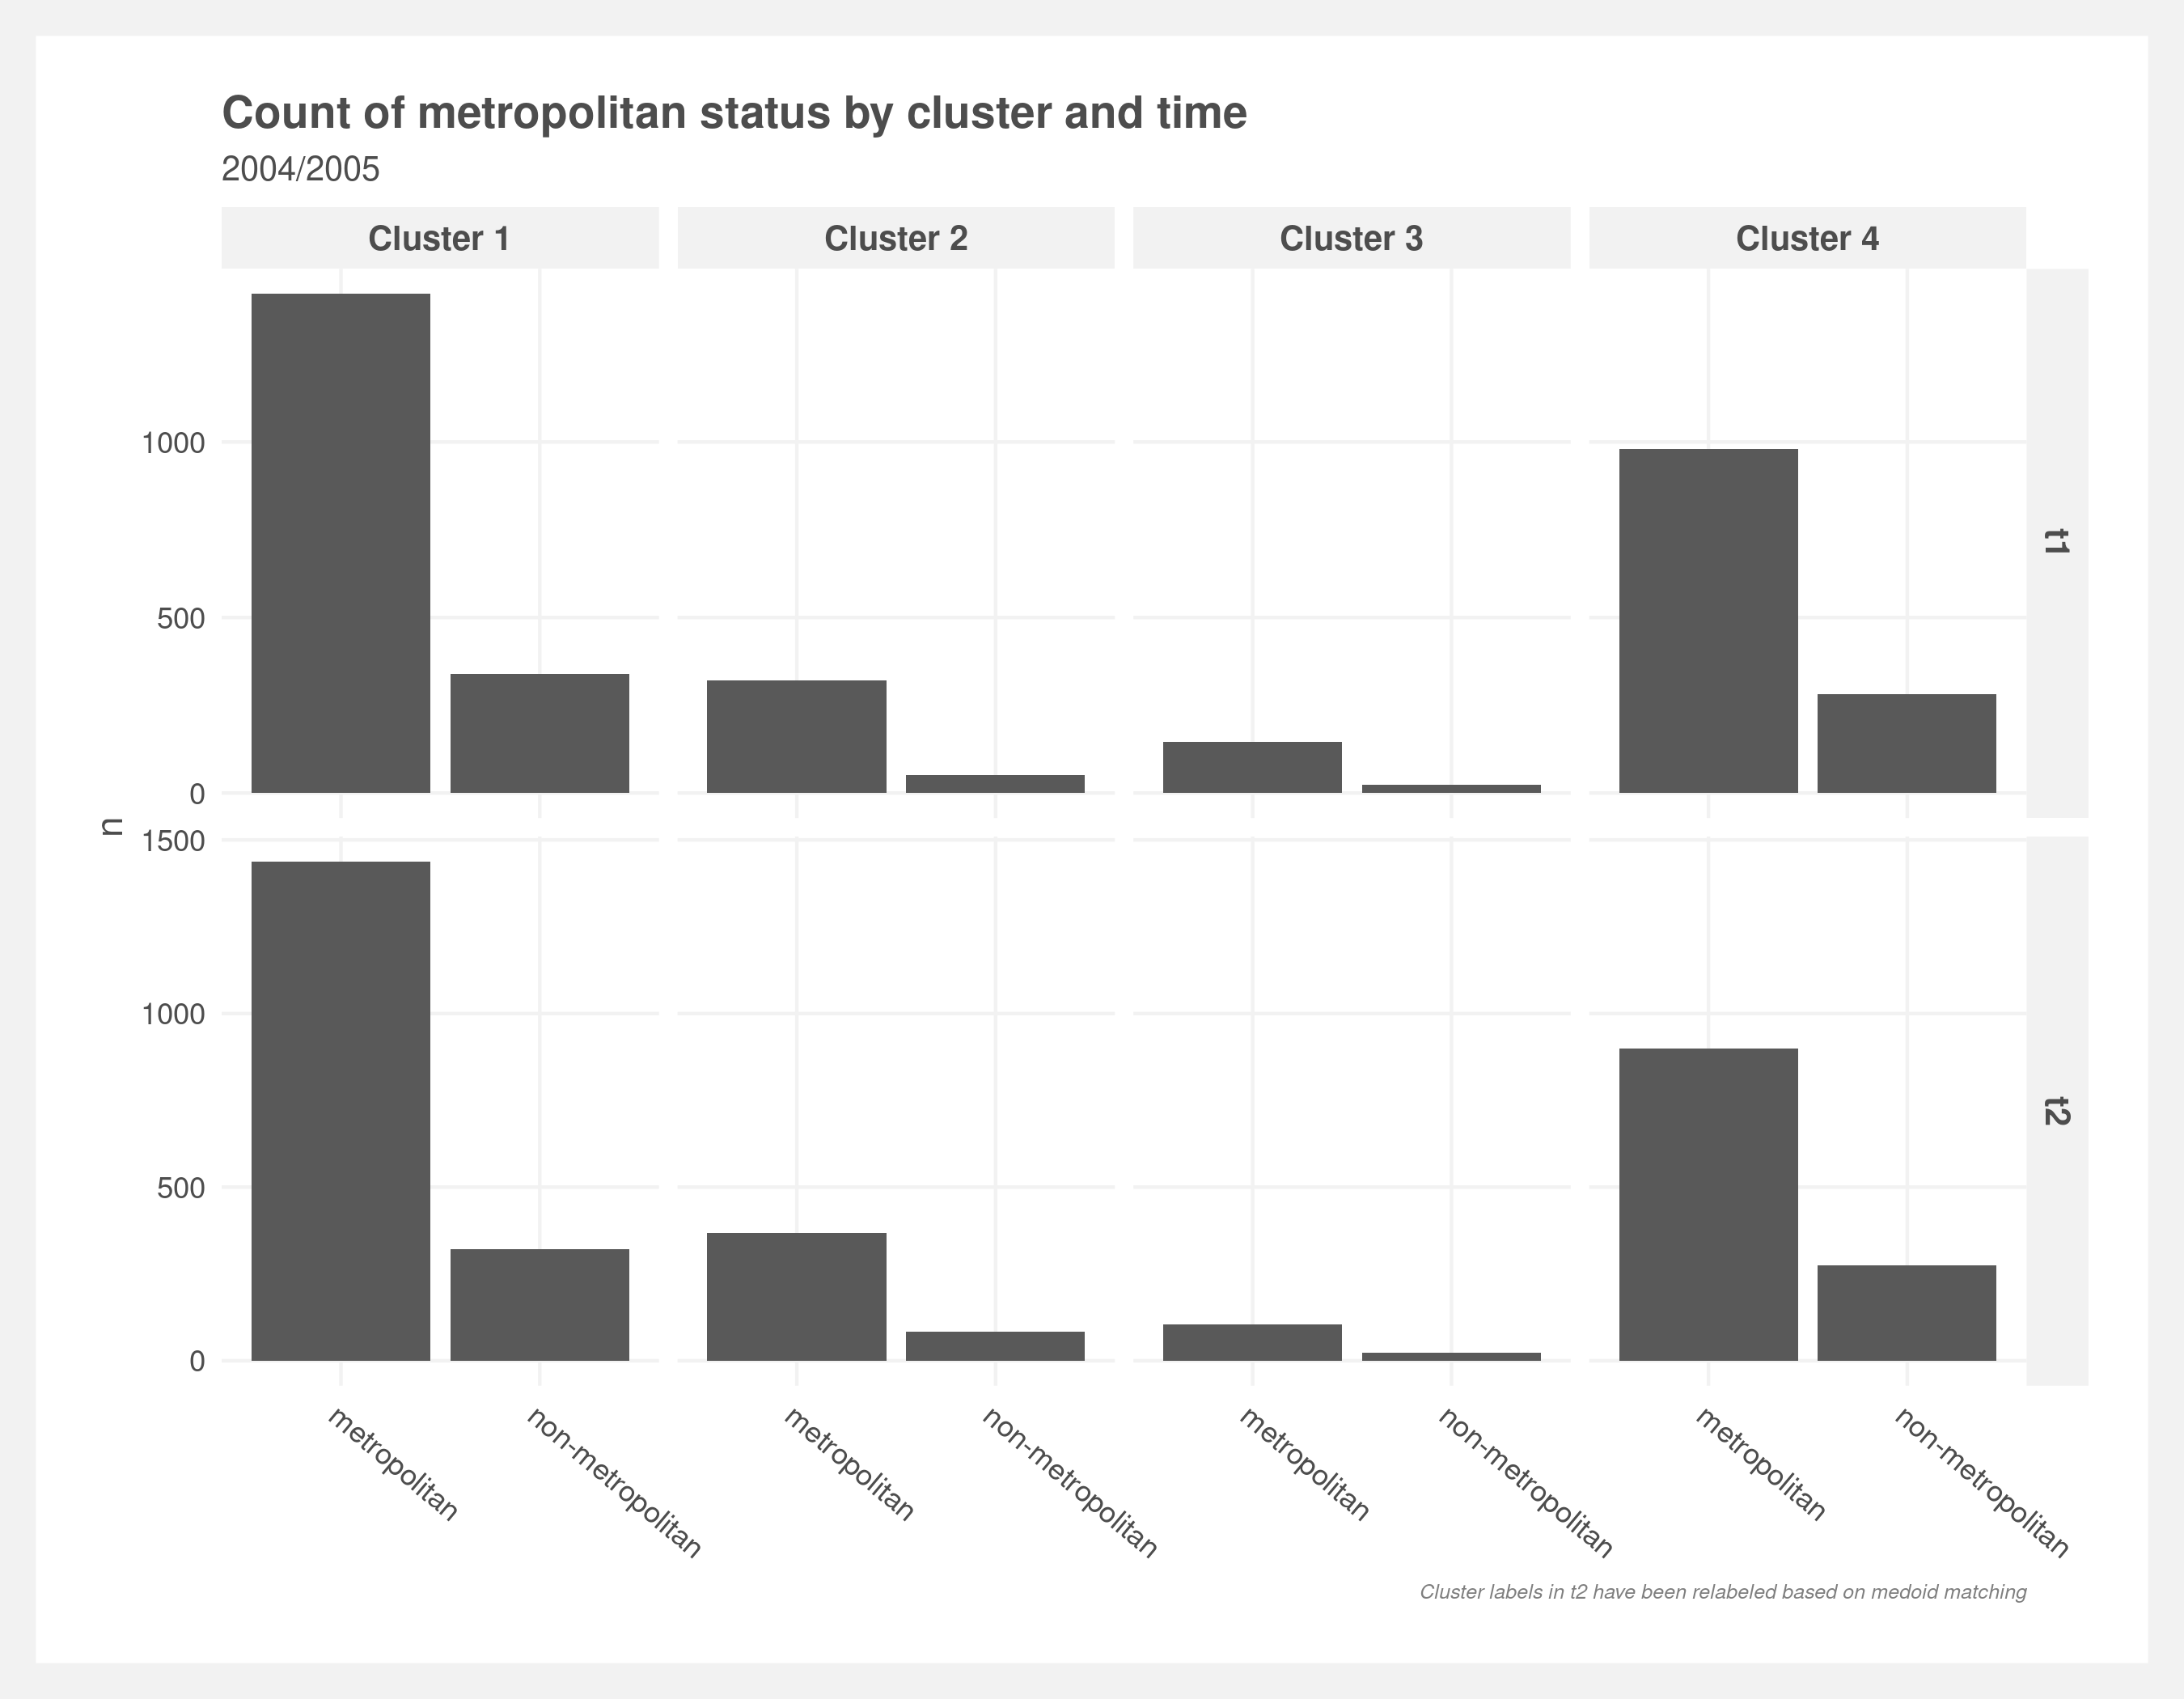 Count of metropolitan status by cluster and time
2004/2005
Cluster 1
Cluster 2
Cluster 3
Cluster 4
1000
500
0
t1
n
1500
1000
500
0
t2
metropolitan
non-metropolitan
metropolitan
non-metropolitan
metropolitan
non-metropolitan
metropolitan
non-metropolitan
Cluster labels in t2 have been relabeled based on medoid matching